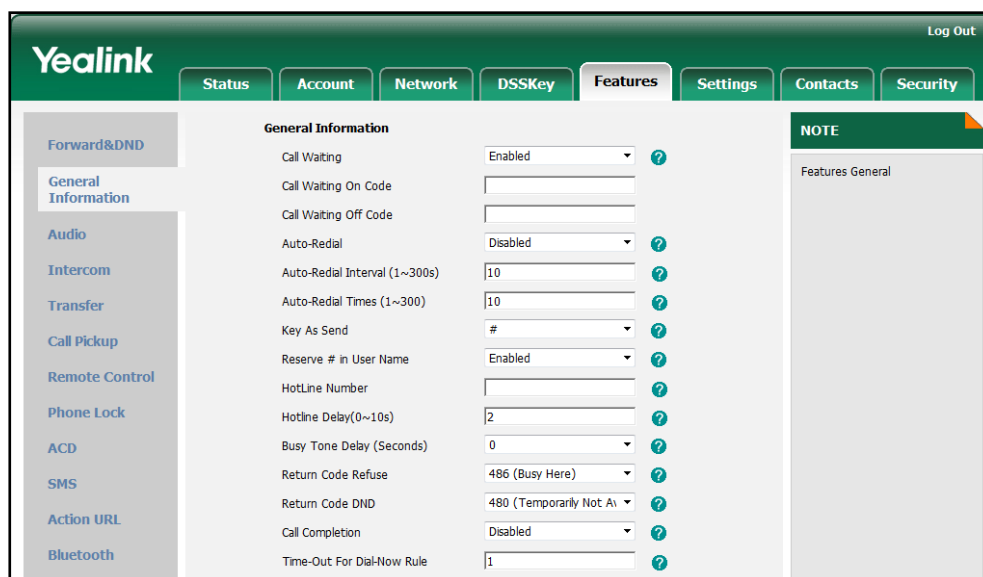 Log Out
Yealink
Status Account Network DSSKey Features Settings Contacts Security
Forward&DND
General
Information
Audio
Intercom
Transfer
Call Pickup
Remote Control
Phone Lock
ACD
SMS
Action URL
Bluetooth
General Information
Call Waiting Enabled ?
Call Waiting On Code
Call Waiting Off Code
Auto-Redial Disabled ?
Auto-Redial Interval (1~300s) 10 ?
Auto-Redial Times (1~300) 10 ?
Key As Send # ?
Reserve # in User Name Enabled ?
HotLine Number ?
Hotline Delay(0~10s) 2 ?
Busy Tone Delay (Seconds) 0 ?
Return Code Refuse 486 (Busy Here) ?
Return Code DND 480 (Temporarily Not Av ?
Call Completion Disabled ?
Time-Out For Dial-Now Rule 1 ?
NOTE
Features General